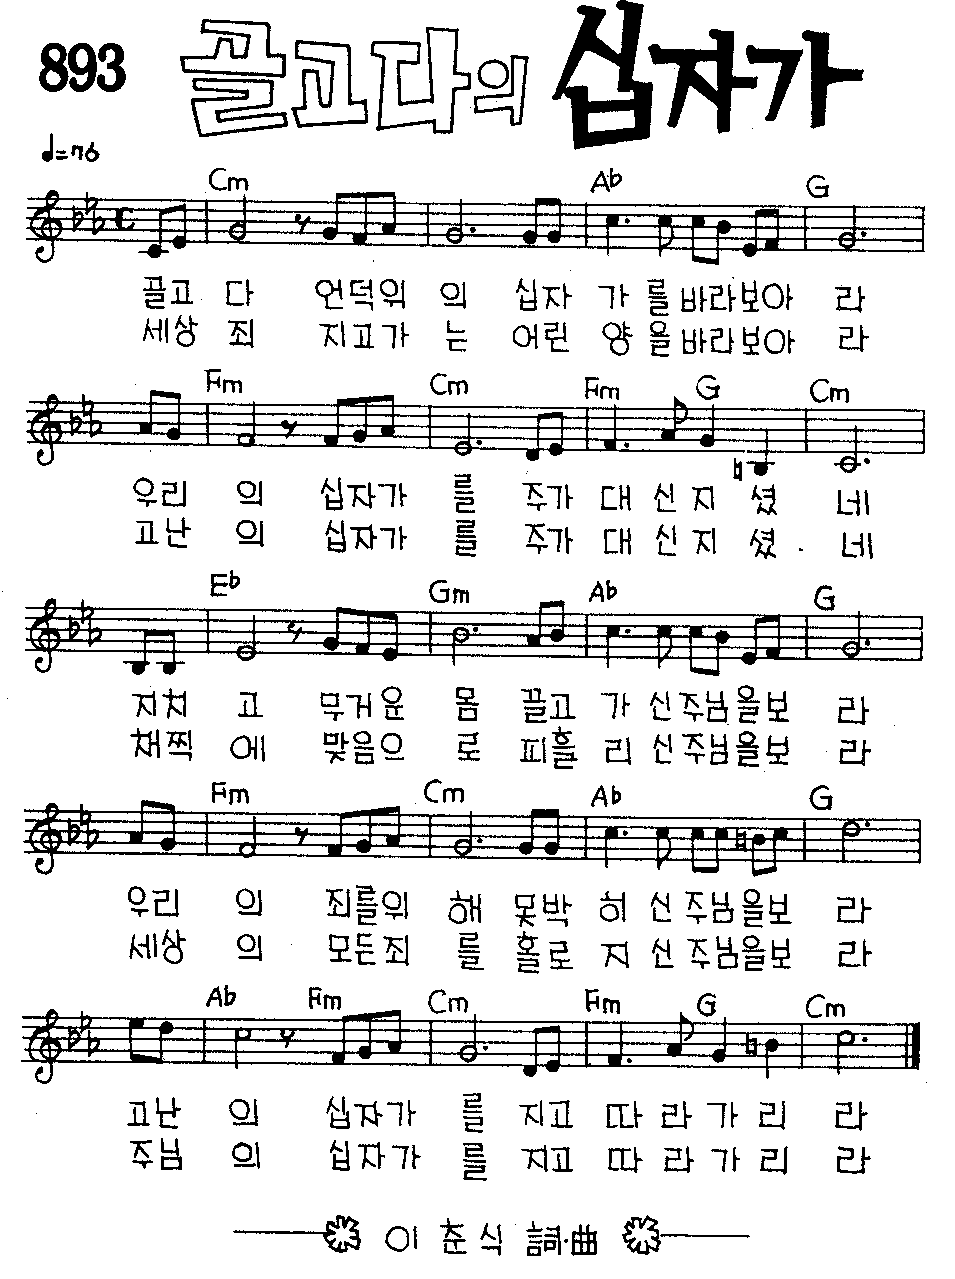 893 골고다의 십자가
♩=76
Cm A♭ G
골고 다 언덕위 의 십자 가 를 바라보아 라
세상 죄 지고가 는 어린 양 을 바라보아 라
Fm Cm Fm G Cm
우리 의 십자가 를 주가 대 신 지 셨 네
고난 의 십자가 를 주가 대 신 지 셨 . 네
E♭ Gm A♭ G
지치 고 무거운 몸 끌고 가 신주님을보 라
채찍 에 맞음으 로 피흘 리 신주님을보 라
Fm Cm A♭ G
우리 의 죄를위 해 못박 히 신주님을보 라
세상 의 모든죄 를 홀로 지 신주님을보 라
A♭ Fm Cm Fm G Cm
고난 의 십자가 를 지고 따 라 가 리 라
주님 의 십자가 를 지고 따 라 가 리 라
이 춘 식 詞·曲